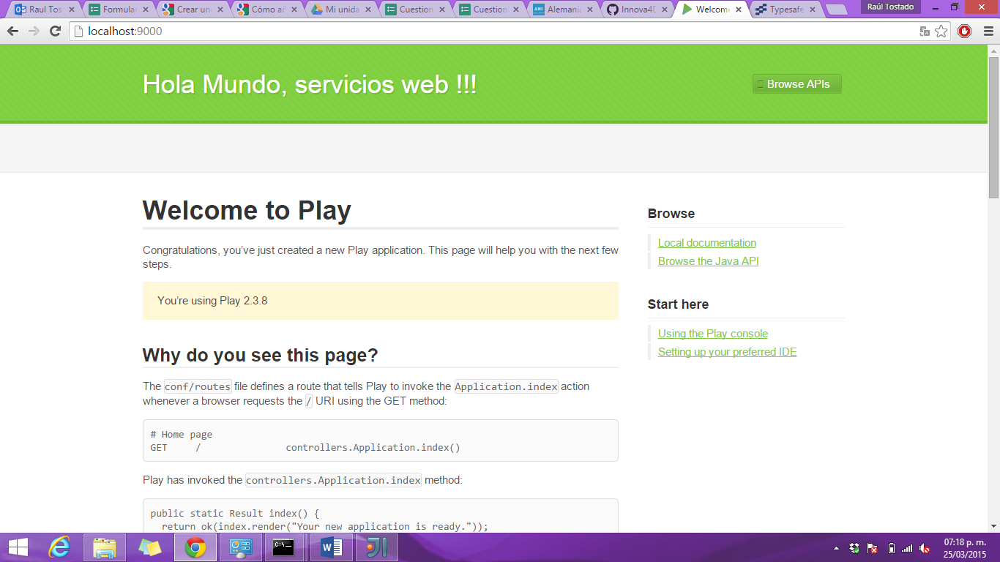 Raul Tos
Formular
Crear un
Cómo añ
Mi unida
Cuestion
Cuestion
Alemania
Innova4D
Welcome
Typesafe
Raúl Tostado
localhost:9000
Hola Mundo, servicios web !!!
Browse APIs
Welcome to Play
Congratulations, you’ve just created a new Play application. This page will help you with the next few
steps.
You’re using Play 2.3.8
Why do you see this page?
The conf/routes file defines a route that tells Play to invoke the Application.index action
whenever a browser requests the / URI using the GET method:
# Home page
GET / controllers.Application.index()
Play has invoked the controllers.Application.index method:
public static Result index() {
return ok(index.render("Your new application is ready."));
Browse
Local documentation
Browse the Java API
Start here
Using the Play console
Setting up your preferred IDE
07:18 p. m.
25/03/2015